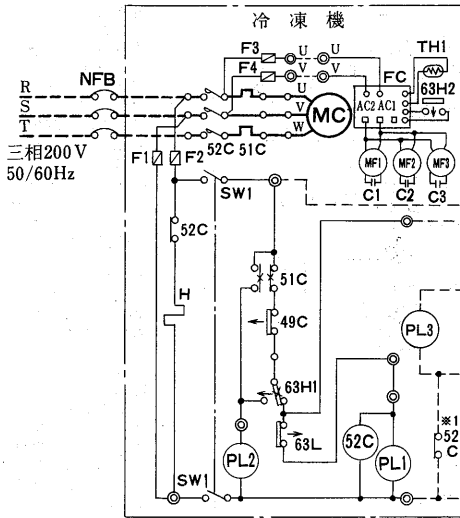 冷凍機
F3 U U
F4 V V
TH1
FC
63H2
R NFB U AC2 AC1
S V MC
T W
三相200V F1 F2 52C 51C
50/60Hz
MF1 MF2 MF3
SW1 C1 C2 C3
52C
51C
H
49C
PL3
63H1
※1
52
C
63L
52C
PL2 PL1
SW1